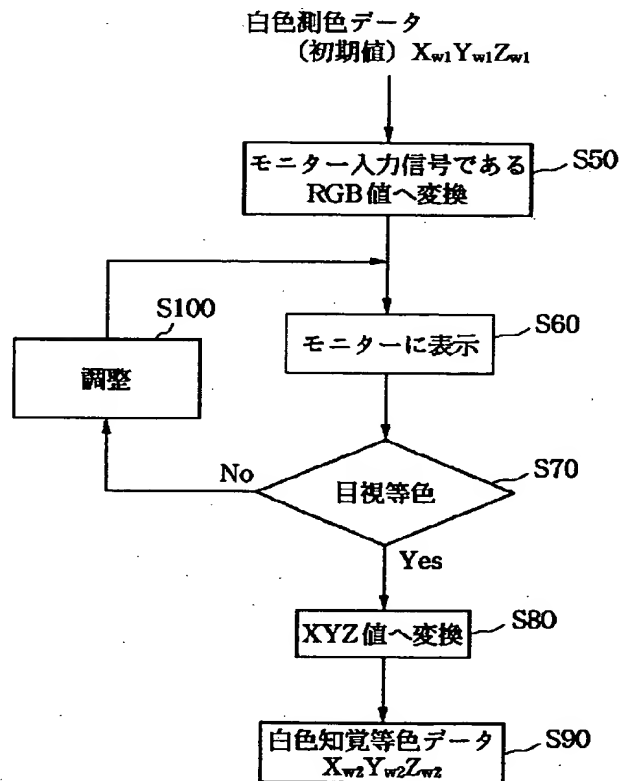 白色測色データ
（初期値）Xw1Yw1Zw1
モニター入力信号である
RGB値へ変換
S50
S100
調整
モニターに表示
S60
No
目視等色
S70
Yes
XYZ値へ変換
S80
白色知覚等色データ
Xw2Yw2Zw2
S90